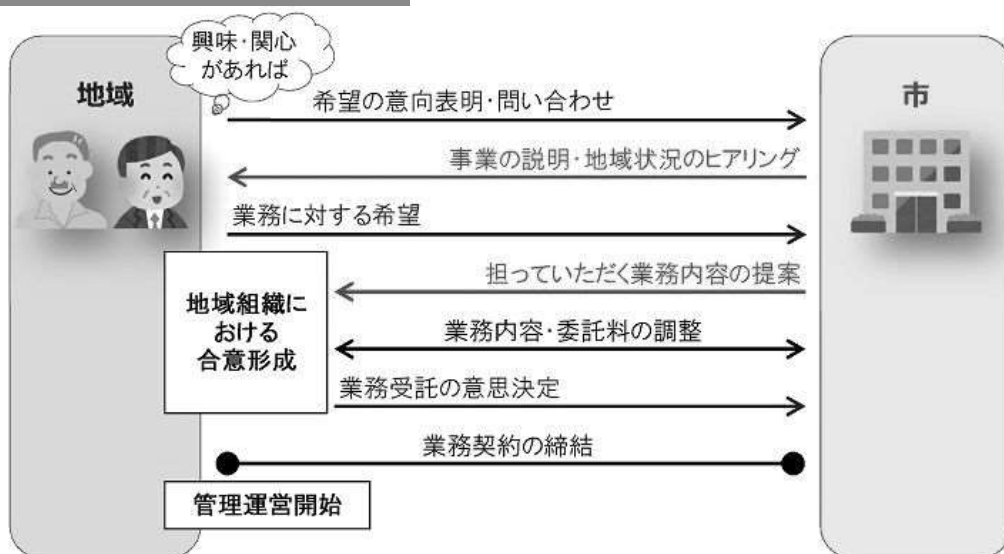 興味・関心
があれば
地域
市
希望の意向表明・問い合わせ
事業の説明・地域状況のヒアリング
業務に対する希望
担っていただく業務内容の提案
地域組織に
おける
合意形成
業務内容・委託料の調整
業務受託の意思決定
業務契約の締結
管理運営開始